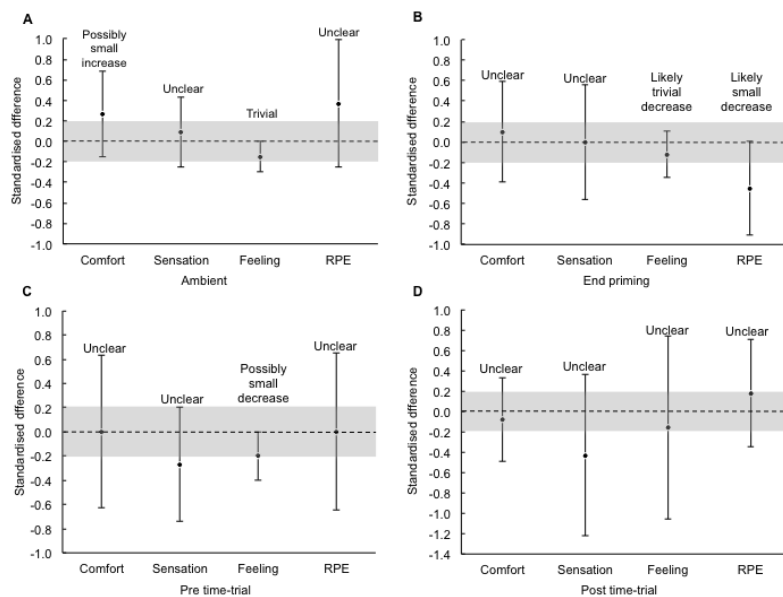 A
Possibly
small
increase
Unclear
Trivial
Unclear
Standardised difference
1.0
0.8
0.6
0.4
0.2
0.0
-0.2
-0.4
-0.6
-0.8
-1.0
Comfort Sensation Feeling RPE
Ambient
B
Unclear Unclear
Likely
trivial
decrease
Likely
small
decrease
Standardised difference
1.0
0.8
0.6
0.4
0.2
0.0
-0.2
-0.4
-0.6
-0.8
-1.0
Comfort Sensation Feeling RPE
End priming
C
Unclear
Unclear
Possibly
small
decrease
Unclear
Standardised difference
1.0
0.8
0.6
0.4
0.2
0.0
-0.2
-0.4
-0.6
-0.8
-1.0
Comfort Sensation Feeling RPE
Pre time-trial
D
Unclear Unclear Unclear Unclear
Standardised difference
1.0
0.8
0.6
0.4
0.2
0.0
-0.2
-0.4
-0.6
-0.8
-1.0
-1.2
-1.4
Comfort Sensation Feeling RPE
Post time-trial